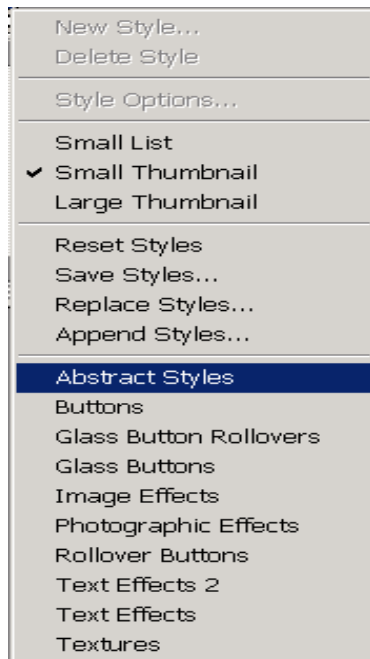 New Style...
Delete Style
Style Options...
Small List
Small Thumbnail
Large Thumbnail
Reset Styles
Save Styles...
Replace Styles...
Append Styles...
Abstract Styles
Buttons
Glass Button Rollovers
Glass Buttons
Image Effects
Photographic Effects
Rollover Buttons
Text Effects 2
Text Effects
Textures